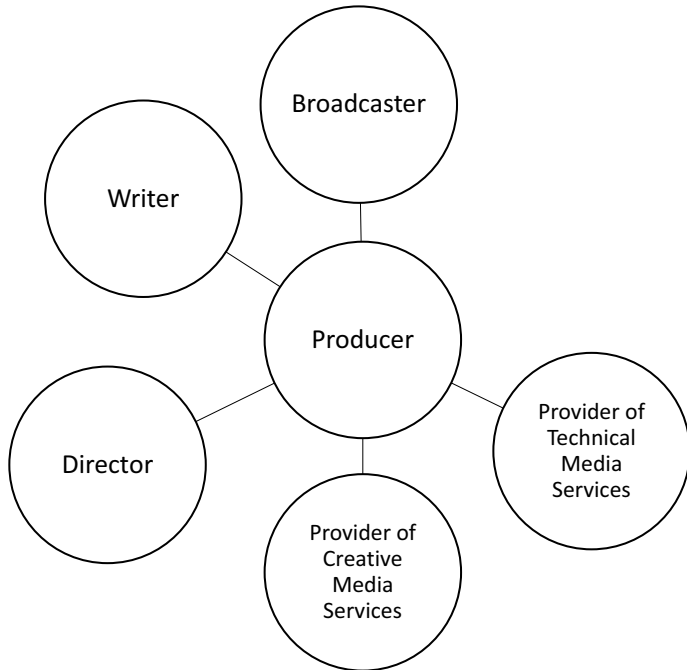 Broadcaster
Writer
Producer
Director
Provider of
Technical
Media
Services
Provider of
Creative
Media
Services